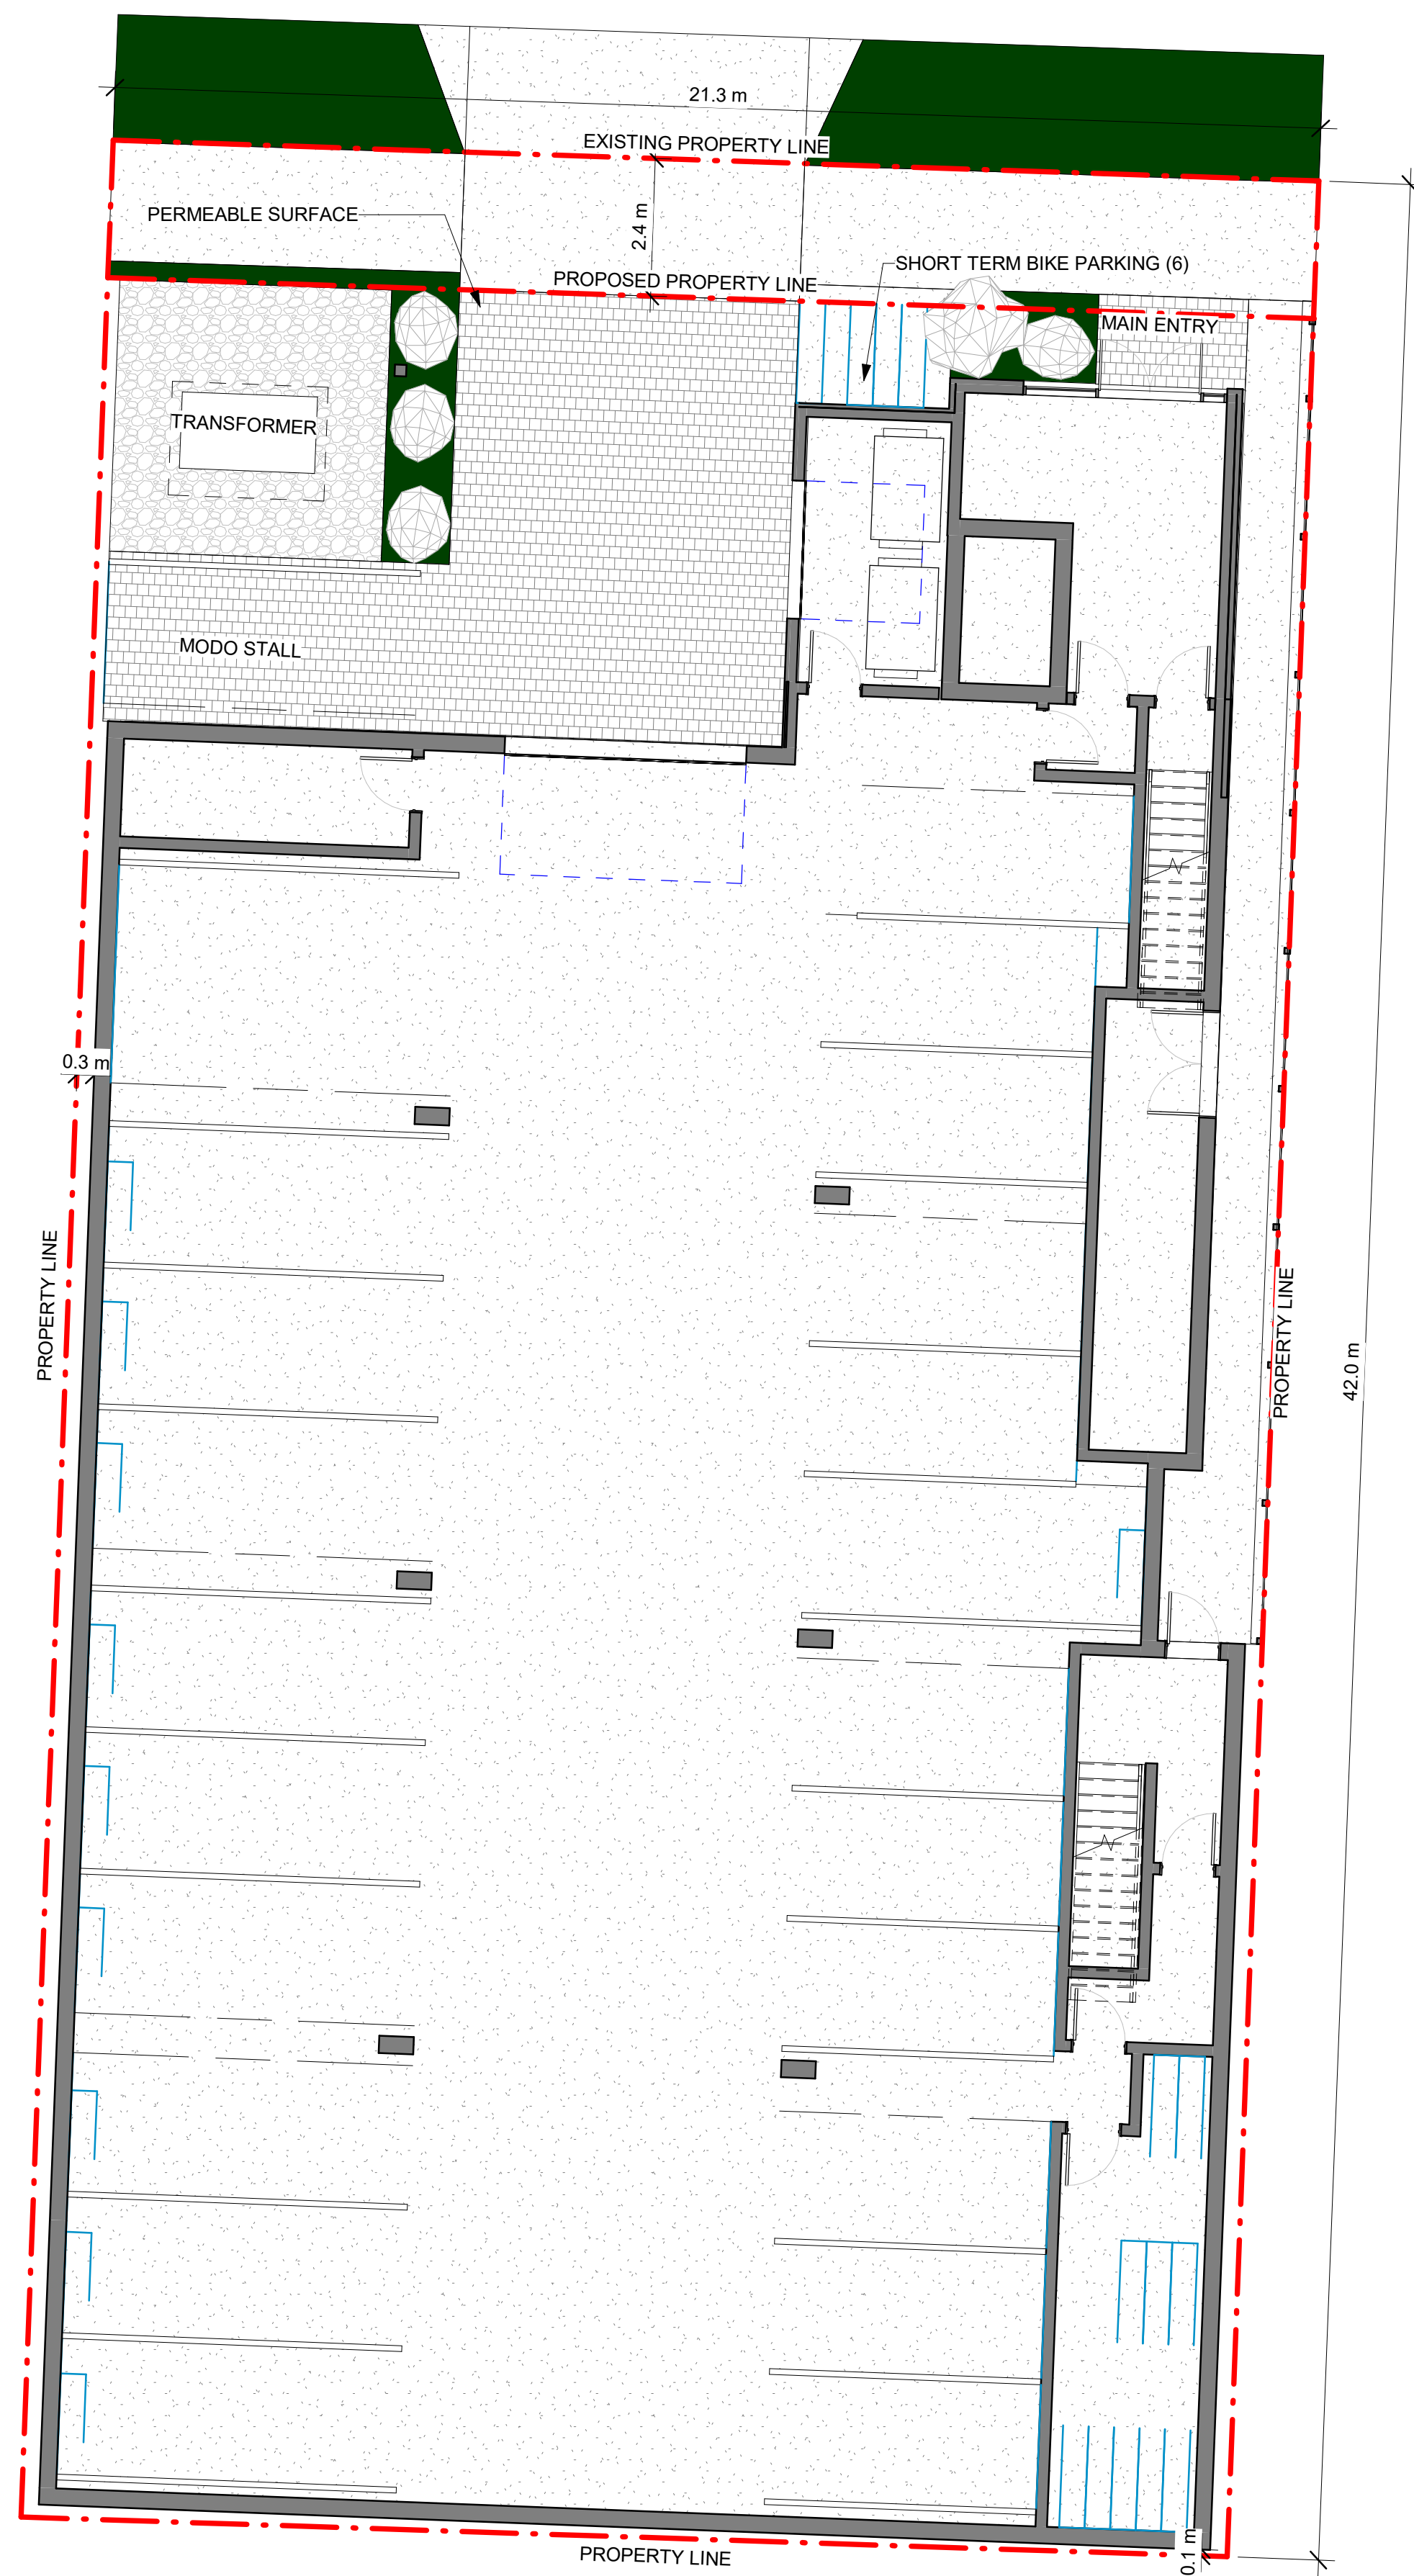 21.3 m
EXISTING PROPERTY LINE
PERMEABLE SURFACE
2.4 m
SHORT TERM BIKE PARKING (6)
PROPOSED PROPERTY LINE
MAIN ENTRY
TRANSFORMER
MODO STALL
0.3 m
PROPERTY LINE
PROPERTY LINE
42.0 m
0.1 m
PROPERTY LINE